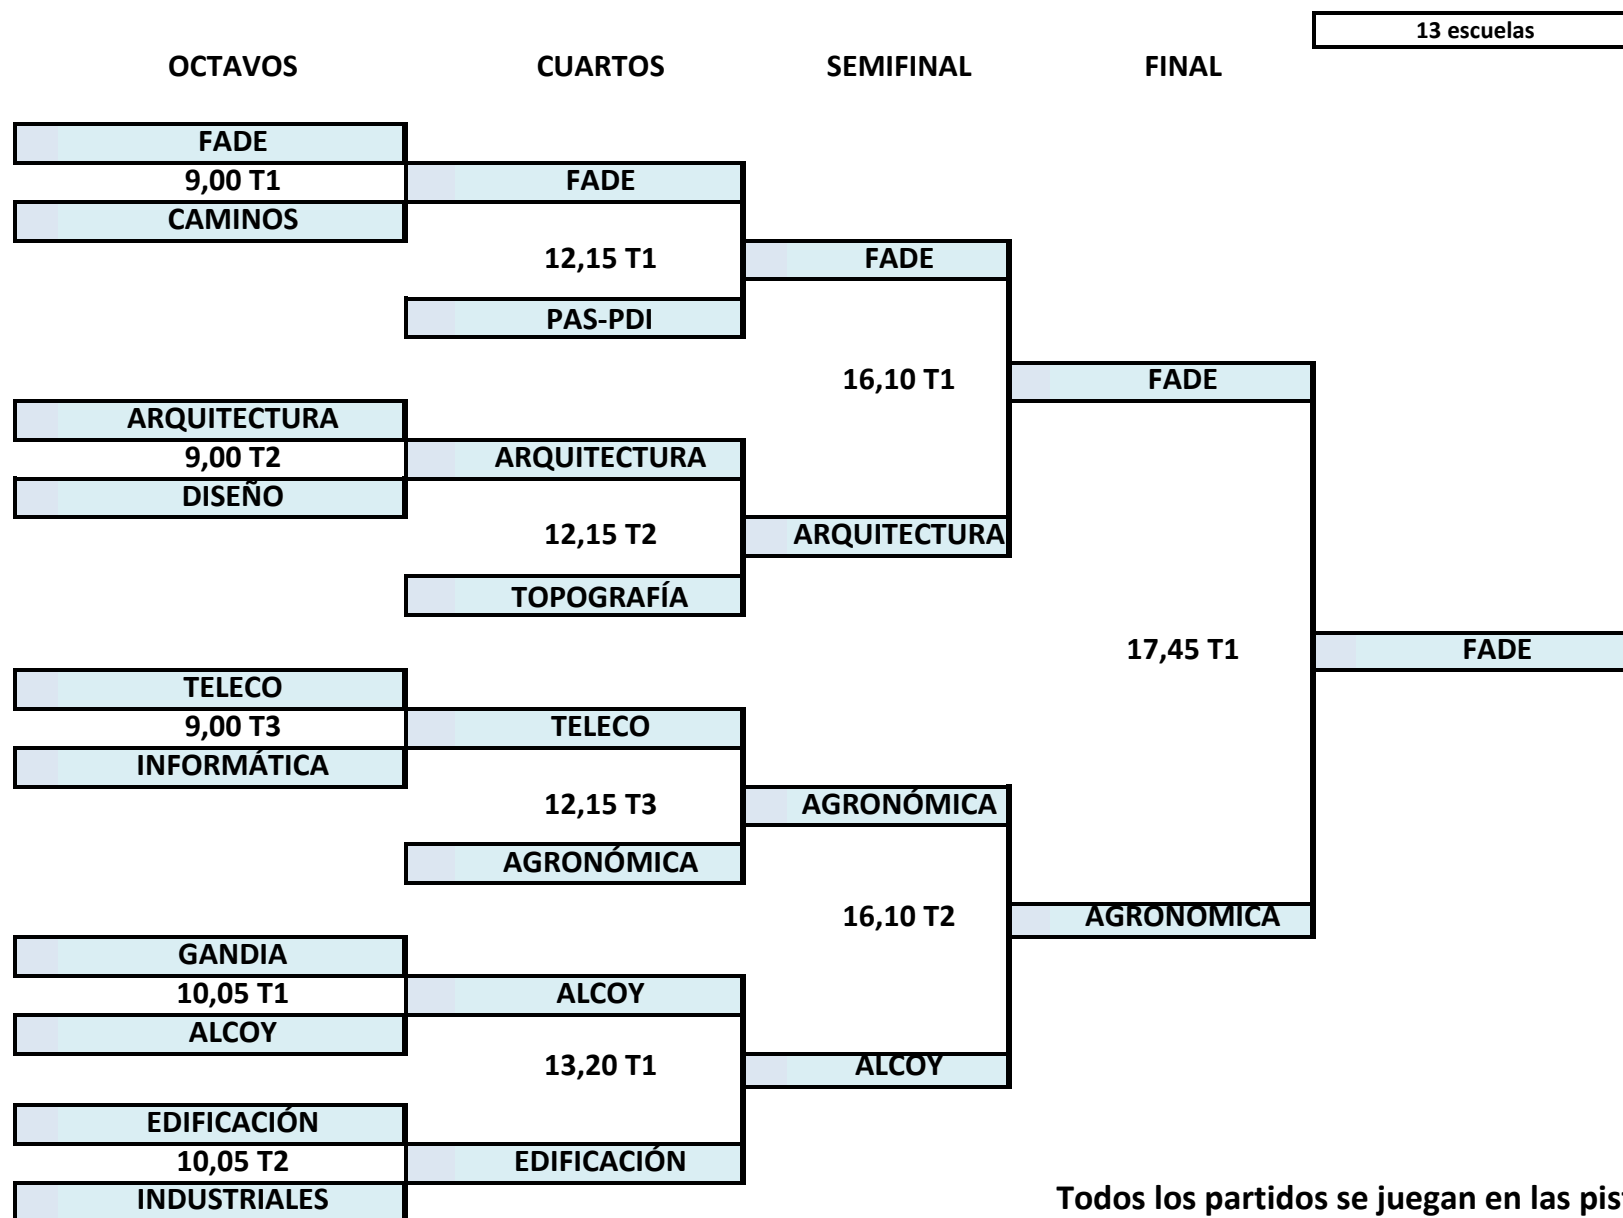 13 escuelas
OCTAVOS CUARTOS SEMIFINAL FINAL
FADE
9,00 T1 FADE
CAMINOS
12,15 T1 FADE
PAS-PDI
16,10 T1 FADE
ARQUITECTURA
9,00 T2 ARQUITECTURA
DISEÑO
12,15 T2 ARQUITECTURA
TOPOGRAFÍA
17,45 T1 FADE
TELECO
9,00 T3 TELECO
INFORMÁTICA
12,15 T3 AGRONÓMICA
AGRONÓMICA
16,10 T2 AGRONOMICA
GANDIA
10,05 T1 ALCOY
ALCOY
13,20 T1 ALCOY
EDIFICACIÓN
10,05 T2 EDIFICACIÓN
INDUSTRIALES
Todos los partidos se juegan en las